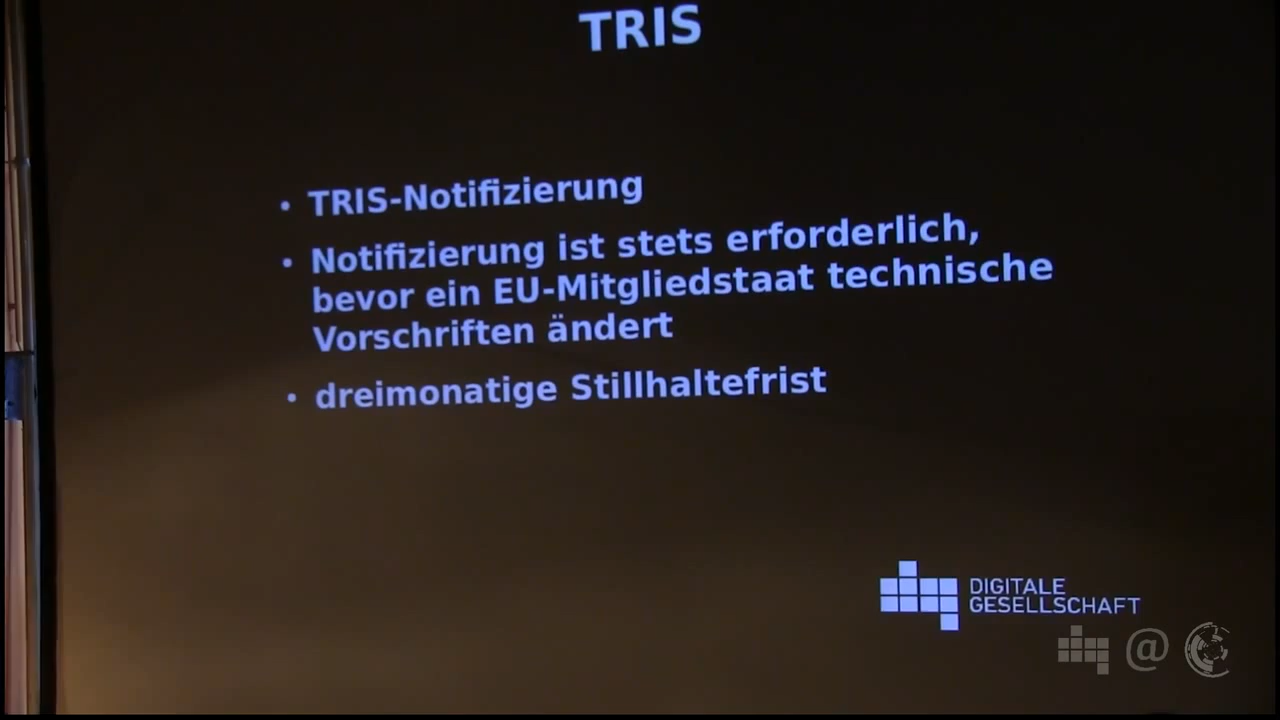 TRIS
• TRIS-Notifizierung
• Notifizierung ist stets erforderlich,
bevor ein EU-Mitgliedstaat technische
Vorschriften ändert
• dreimonatige Stillhaltefrist
DIGITALE
GESELLSCHAFT
@